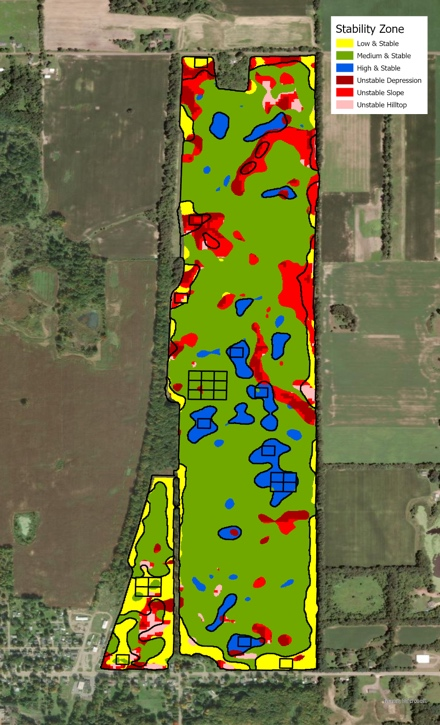 Stability Zone
Low & Stable
Medium & Stable
High & Stable
Unstable Depression
Unstable Slope
Unstable Hilltop